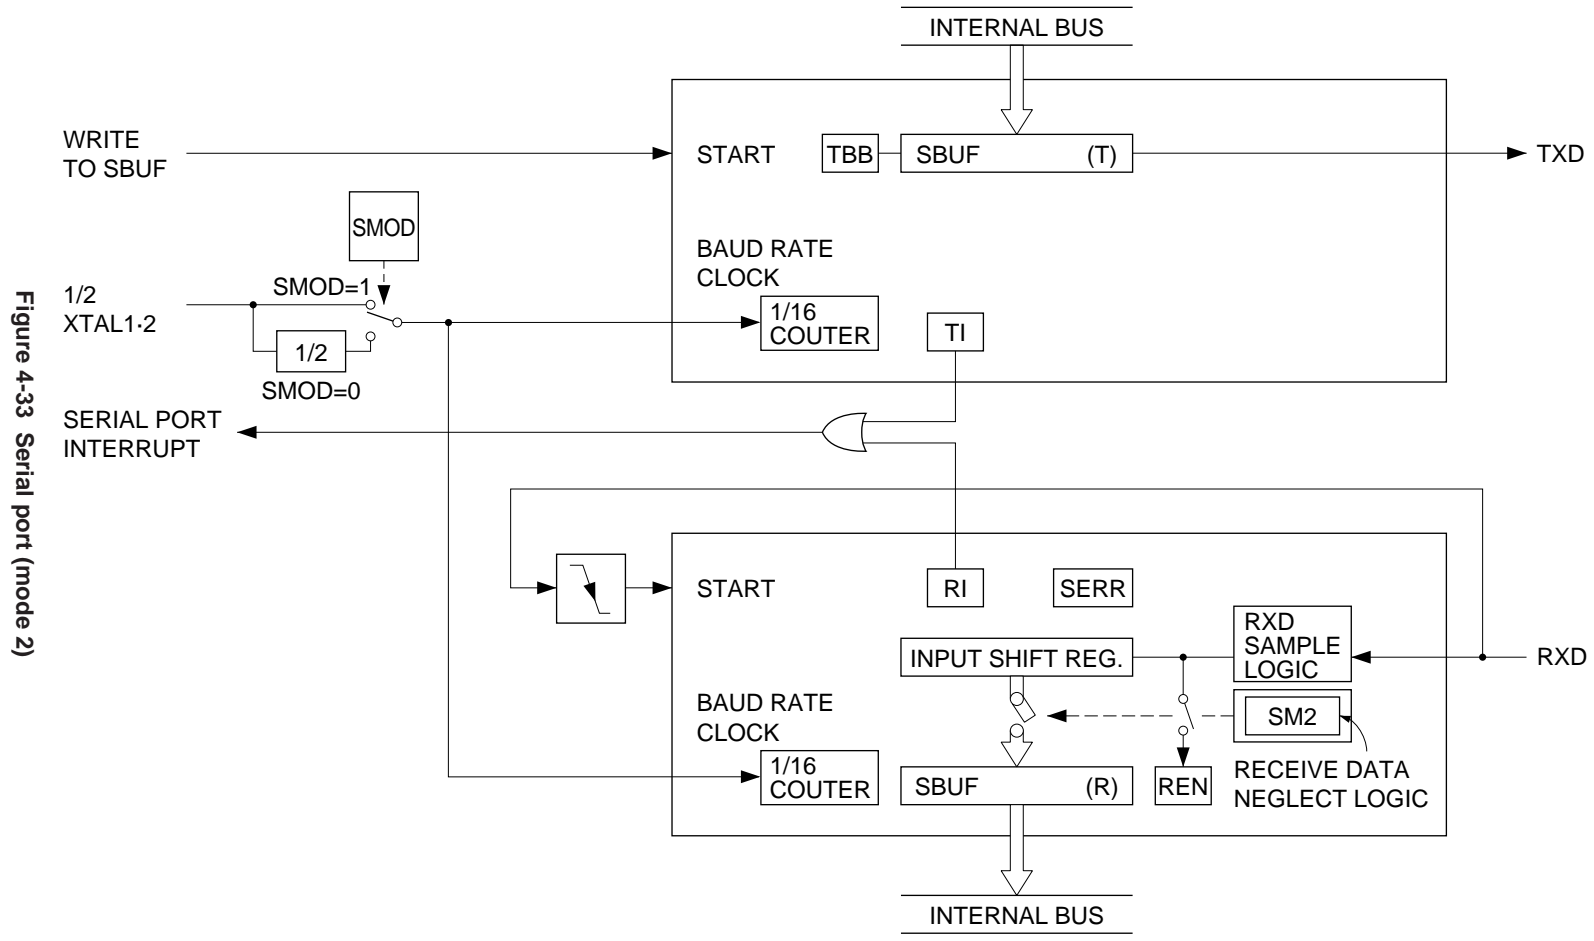 INTERNAL BUS
WRITE
TO SBUF
START
TBB
SBUF (T)
TXD
SMOD
BAUD RATE
CLOCK
SMOD=1
1/2
XTAL1·2
1/16
COUTER
TI
1/2
SMOD=0
SERIAL PORT
INTERRUPT
START
RI
SERR
RXD
SAMPLE
LOGIC
INPUT SHIFT REG.
RXD
BAUD RATE
CLOCK
SM2
1/16
COUTER
SBUF (R)
REN
RECEIVE DATA
NEGLECT LOGIC
INTERNAL BUS
Figure 4-33 Serial port (mode 2)